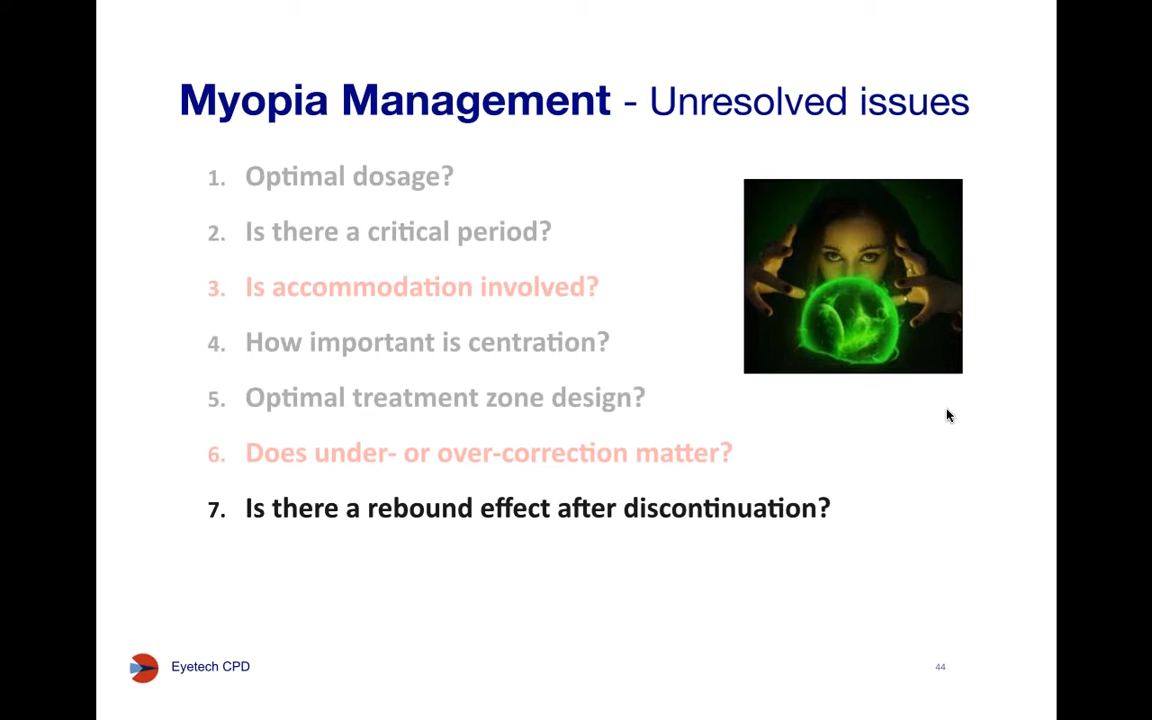 Myopia Management - Unresolved issues
1. Optimal dosage?
2. Is there a critical period?
3. Is accommodation involved?
4. How important is centration?
5. Optimal treatment zone design?
6. Does under- or over-correction matter?
7. Is there a rebound effect after discontinuation?
Eyetech CPD
44